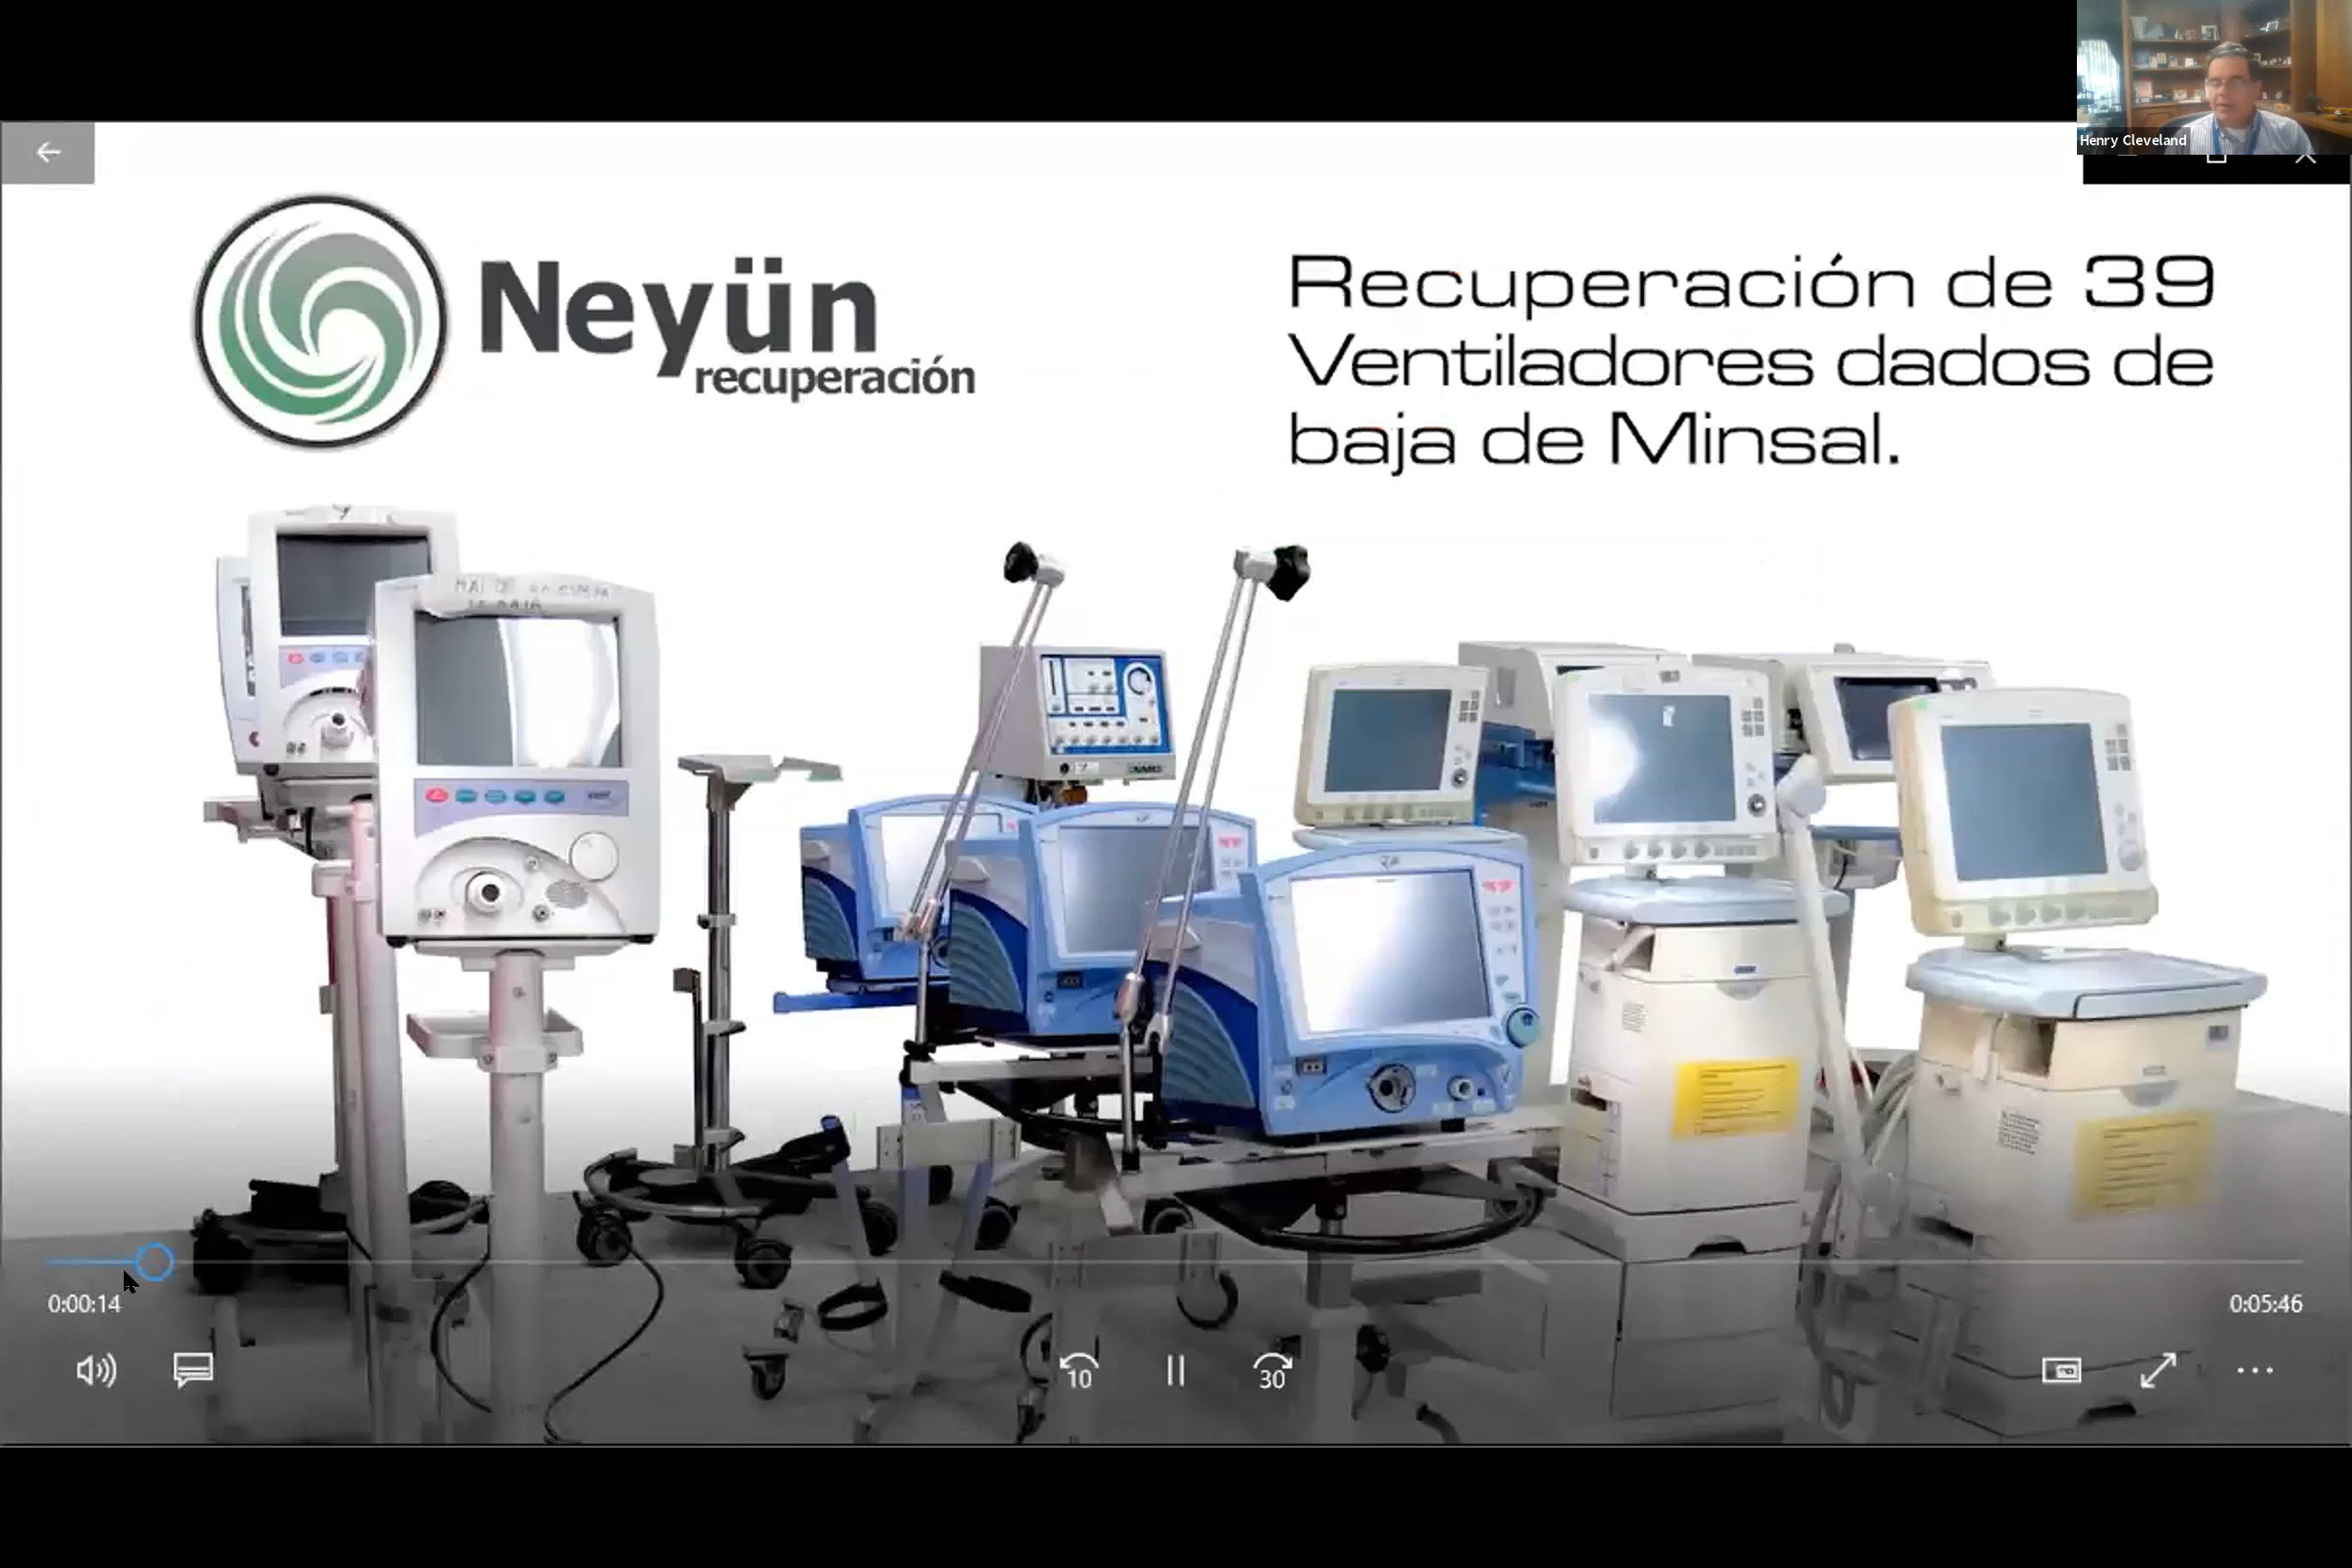 Henry Cleveland
Neyün
recuperación
Recuperación de 39
Ventiladores dados de
baja de Minsal.
0:00:14
0:05:46
10
30